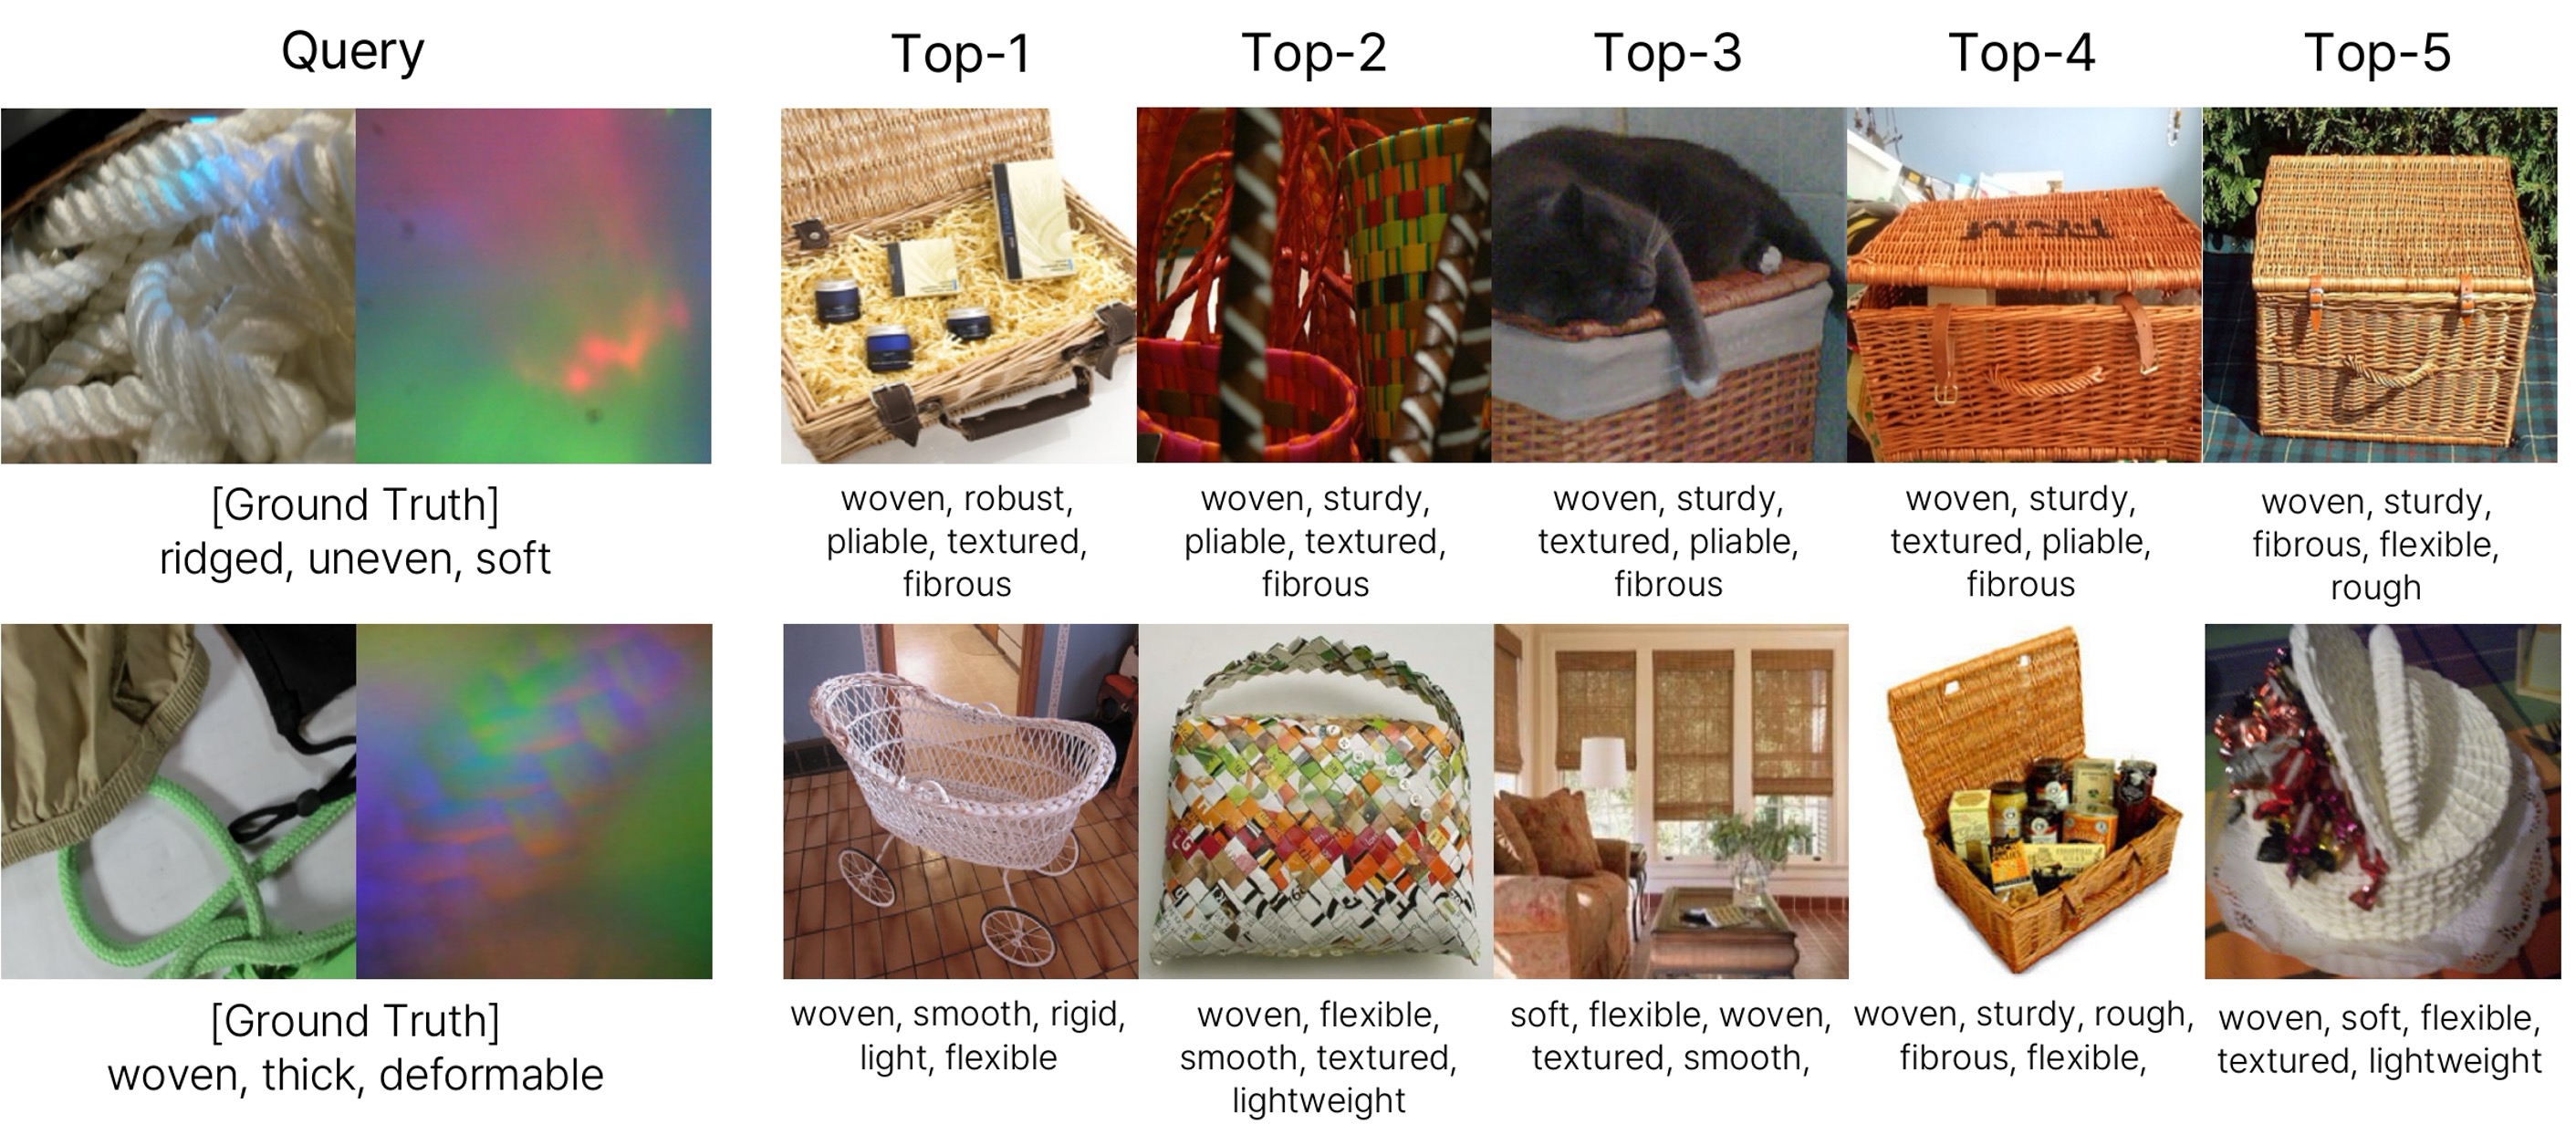 Query
Top-1
Top-2
Top-3
Top-4
Top-5
[Ground Truth]
ridged, uneven, soft
woven, robust,
pliable, textured,
fibrous
woven, sturdy,
pliable, textured,
fibrous
woven, sturdy,
textured, pliable,
fibrous
woven, sturdy,
textured, pliable,
fibrous
woven, sturdy,
fibrous, flexible,
rough
[Ground Truth]
woven, thick, deformable
woven, smooth, rigid,
light, flexible
woven, flexible,
smooth, textured,
lightweight
soft, flexible, woven,
textured, smooth,
woven, sturdy, rough,
fibrous, flexible,
woven, soft, flexible,
textured, lightweight